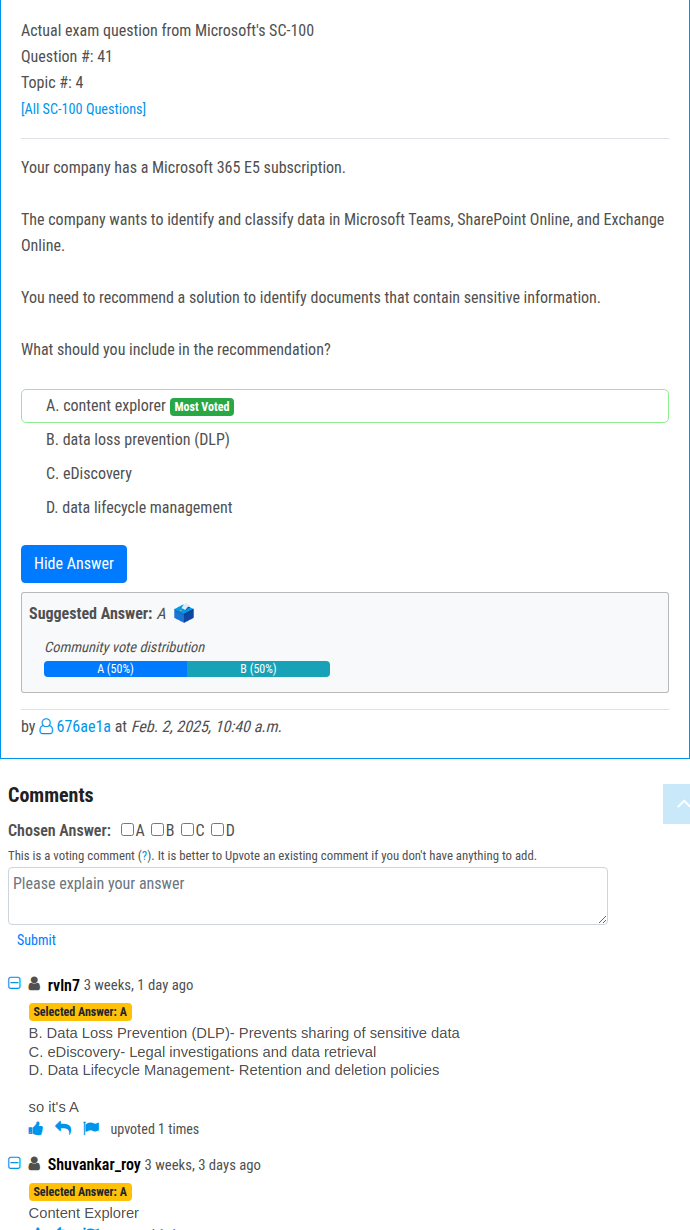 Actual exam question from Microsoft's SC-100
Question #: 41
Topic #: 4
[All SC-100 Questions]
Your company has a Microsoft 365 E5 subscription.
The company wants to identify and classify data in Microsoft Teams, SharePoint Online, and Exchange
Online.
You need to recommend a solution to identify documents that contain sensitive information.
What should you include in the recommendation?
A. content explorer Most Voted
B. data loss prevention (DLP)
C. eDiscovery
D. data lifecycle management
Hide Answer
Suggested Answer: A
Community vote distribution
A (50%) B (50%)
by 676ae1a at Feb. 2, 2025, 10:40 a.m.
Comments
Chosen Answer: A B C D
This is a voting comment (?). It is better to Upvote an existing comment if you don't have anything to add.
Please explain your answer
Submit
rvln7 3 weeks, 1 day ago
Selected Answer: A
B. Data Loss Prevention (DLP)- Prevents sharing of sensitive data
C. eDiscovery- Legal investigations and data retrieval
D. Data Lifecycle Management- Retention and deletion policies
so it's A
upvoted 1 times
Shuvankar_roy 3 weeks, 3 days ago
Selected Answer: A
Content Explorer